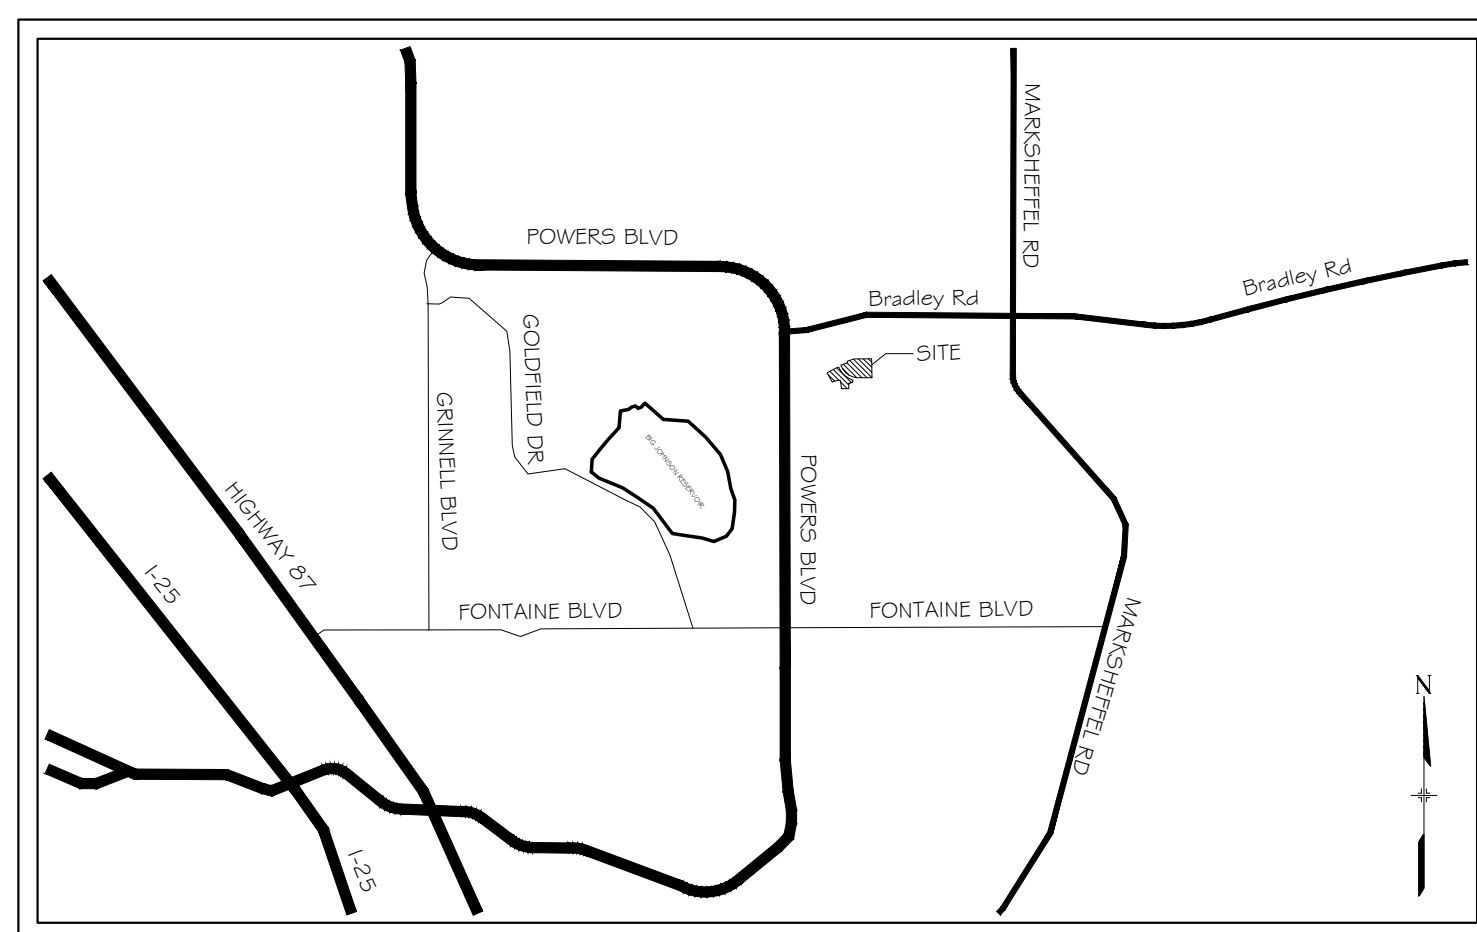 MARKSHEFFEL RD
POWERS BLVD
Bradley Rd
Bradley Rd
GOLDFIELD DR
SITE
GRINNELL BLVD
BIG JOHNSON RESERVOIR
POWERS BLVD
HIGHWAY 87
I-25
FONTAINE BLVD
FONTAINE BLVD
MARKSHEFFEL RD
N
I-25